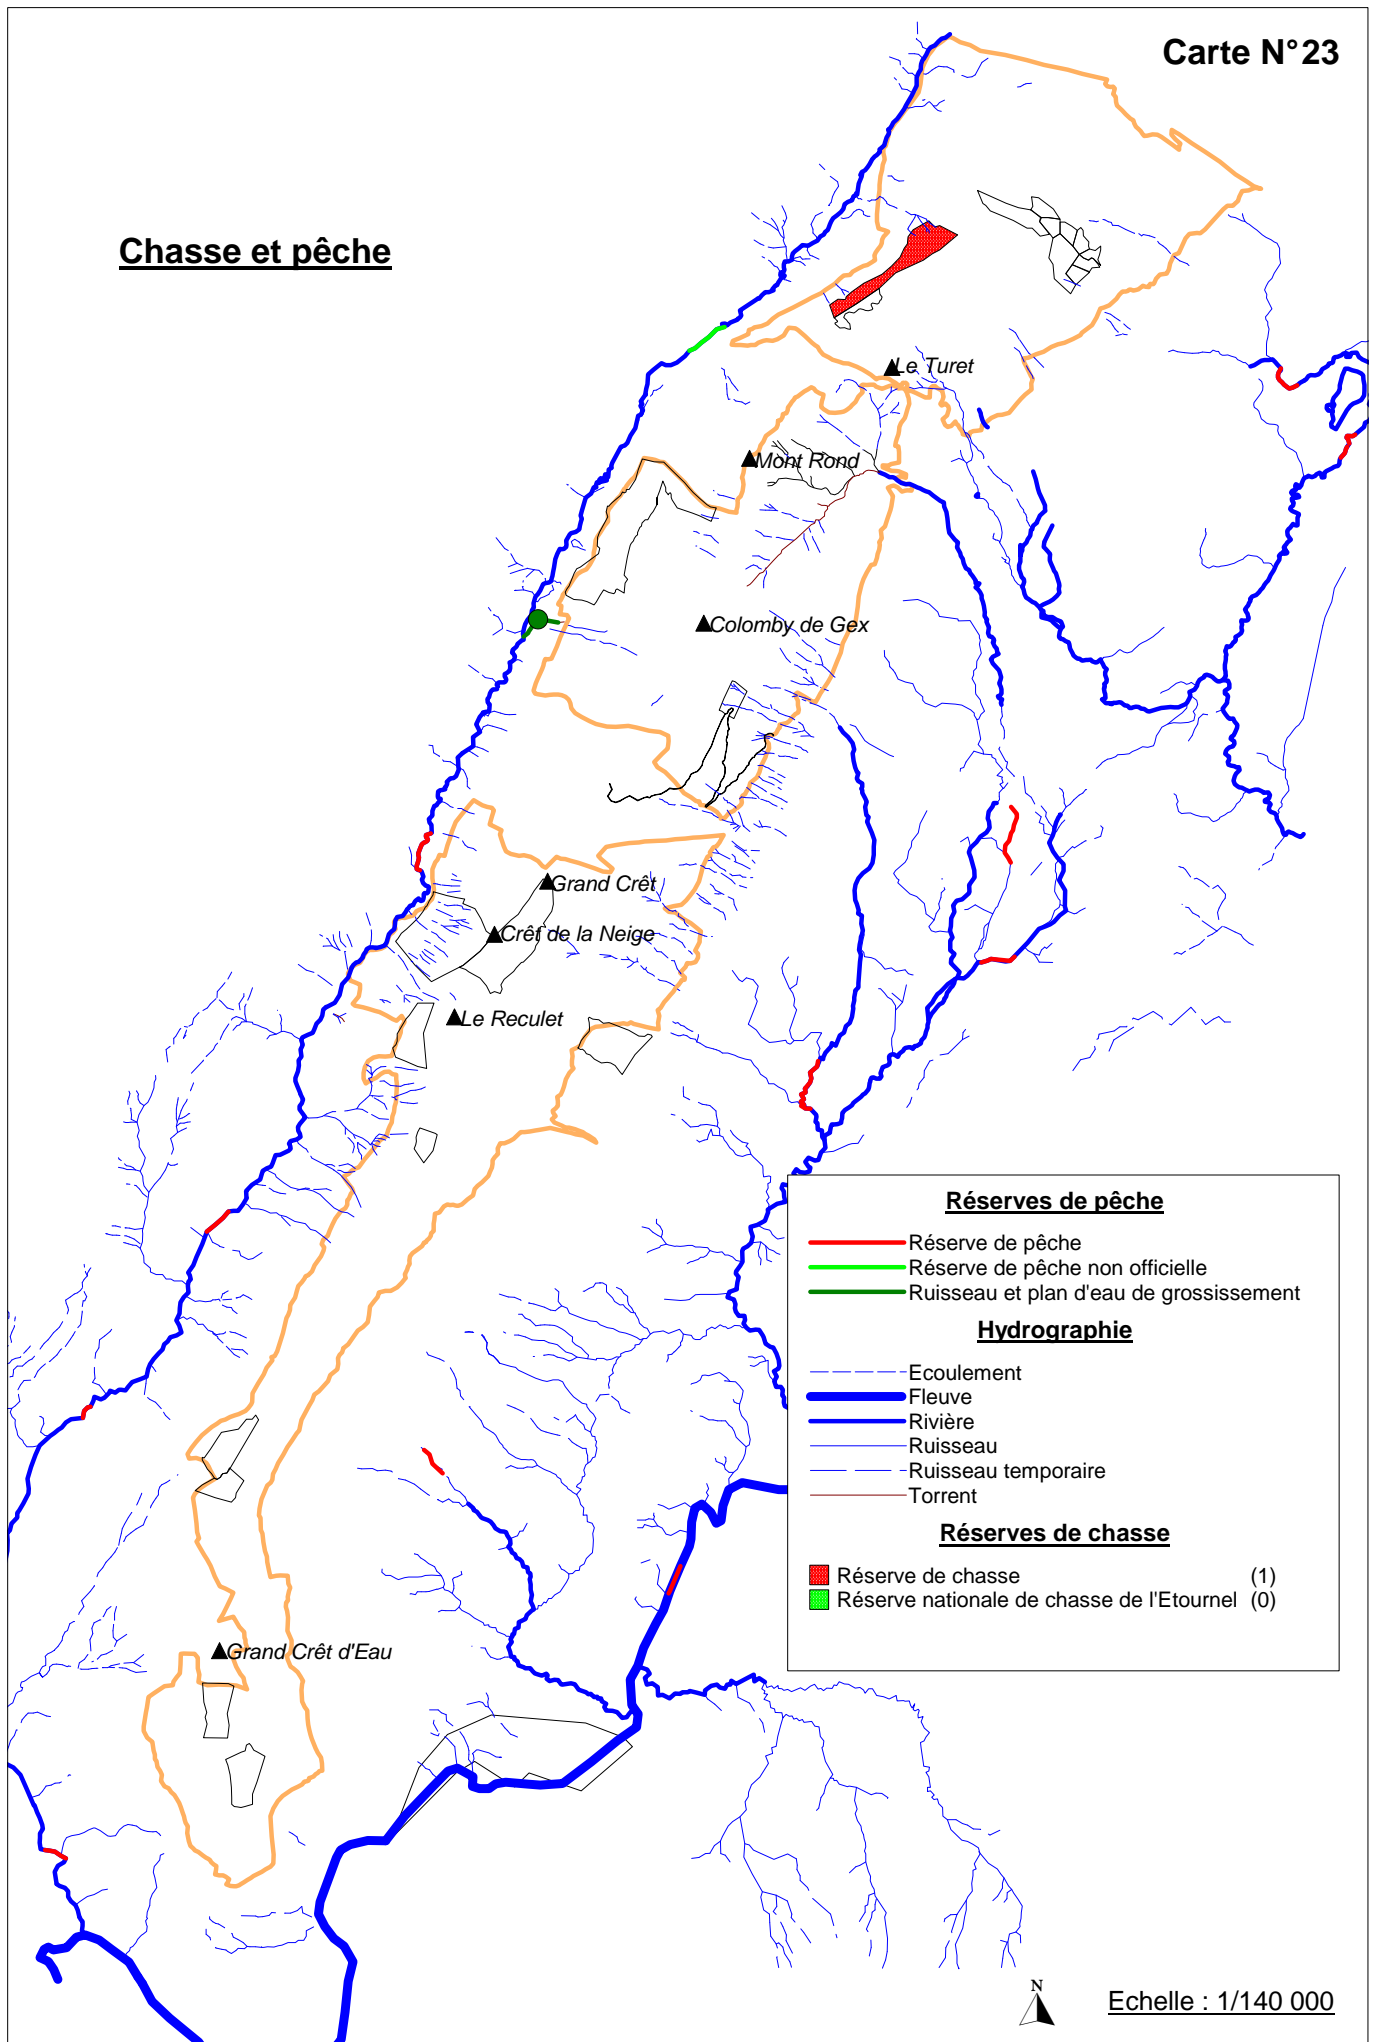 Carte N°23
Chasse et pêche
Le Turet
Mont Rond
Colomby de Gex
Grand Crêt
Crêt de la Neige
Le Reculet
Réserves de pêche
Réserve de pêche
Réserve de pêche non officielle
Ruisseau et plan d'eau de grossissement
Hydrographie
Ecoulement
Fleuve
Rivière
Ruisseau
Ruisseau temporaire
Torrent
Réserves de chasse
Réserve de chasse (1)
Réserve nationale de chasse de l'Etournel (0)
Grand Crêt d'Eau
N
Echelle : 1/140 000